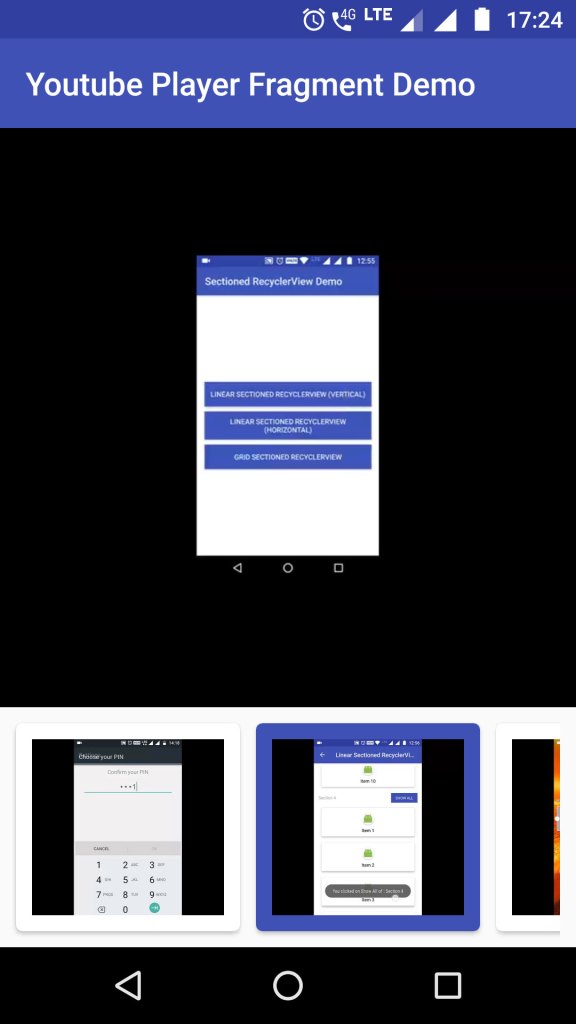 4G LTE 17:24
Youtube Player Fragment Demo
LTE 12:55
Sectioned RecyclerView Demo
LINEAR SECTIONED RECYCLERVIEW (VERTICAL)
LINEAR SECTIONED RECYCLERVIEW
(HORIZONTAL)
GRID SECTIONED RECYCLERVIEW
14:18
Choose your PIN
Confirm your PIN
•••1
CANCEL
1 2 ABC 3 DEF
4 GHI 5 JKL 6 MNO
7 PQRS 8 TUV 9 WXYZ
0
12:56
Linear Sectioned RecyclerVi...
Item 10
Section 4 SHOW ALL
Item 1
Item 2
You clicked on Show All of : Section 4
Item 3